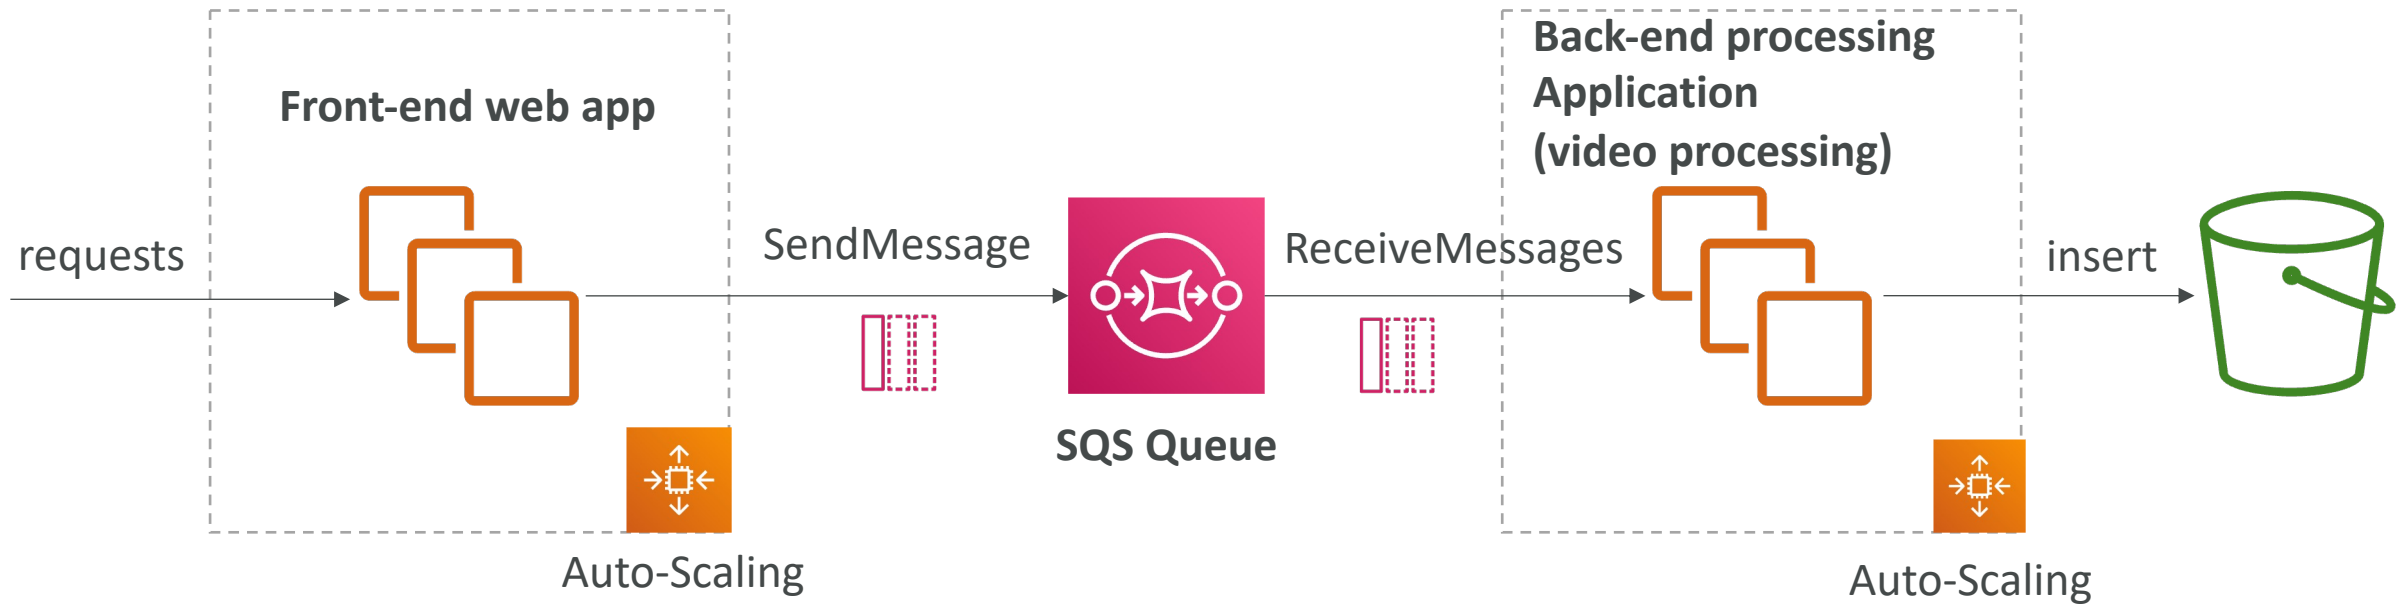 requests
Front-end web app
Auto-Scaling
SendMessage
SQS Queue
ReceiveMessages
Back-end processing
Application
(video processing)
Auto-Scaling
insert